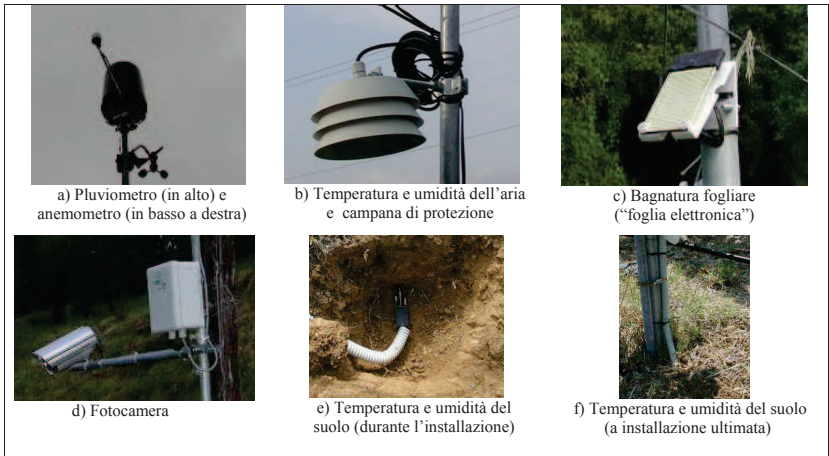 a) Pluviometro (in alto) e
anemometro (in basso a destra)
b) Temperatura e umidità dell’aria
e campana di protezione
c) Bagnatura fogliare
(“foglia elettronica”)
d) Fotocamera
e) Temperatura e umidità del
suolo (durante l’installazione)
f) Temperatura e umidità del suolo
(a installazione ultimata)